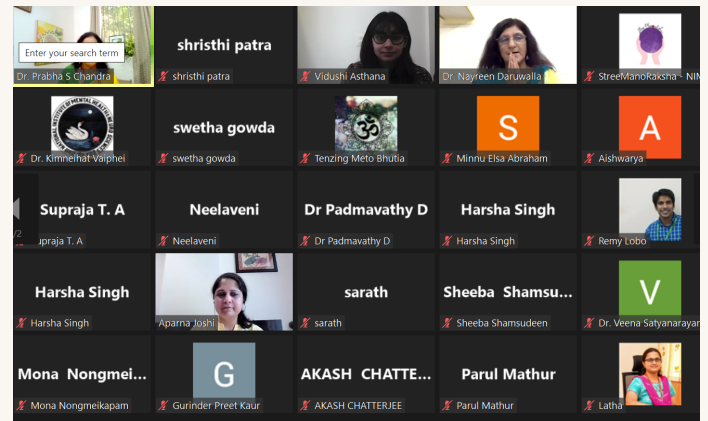 Enter your search term
Dr. Prabha S Chandra
shristhi patra
shristhi patra
Vidushi Asthana
Dr. Nayreen Daruwalla
StreeManoRaksha - NIM
Dr. Kimneihat Vaiphei
swetha gowda
swetha gowda
Tenzing Meto Bhutia
S
Minnu Elsa Abraham
A
Aishwarya
/2
Supraja T. A
upraja T. A
Neelaveni
Neelaveni
Dr Padmavathy D
Dr Padmavathy D
Harsha Singh
Harsha Singh
Remy Lobo
Harsha Singh
Harsha Singh
Aparna Joshi
sarath
sarath
Sheeba Shamsu...
Sheeba Shamsudeen
V
Dr. Veena Satyanarayar
Mona Nongmei...
Mona Nongmeikapam
G
Gurinder Preet Kaur
AKASH CHATTE...
AKASH CHATTERJEE
Parul Mathur
Parul Mathur
Latha